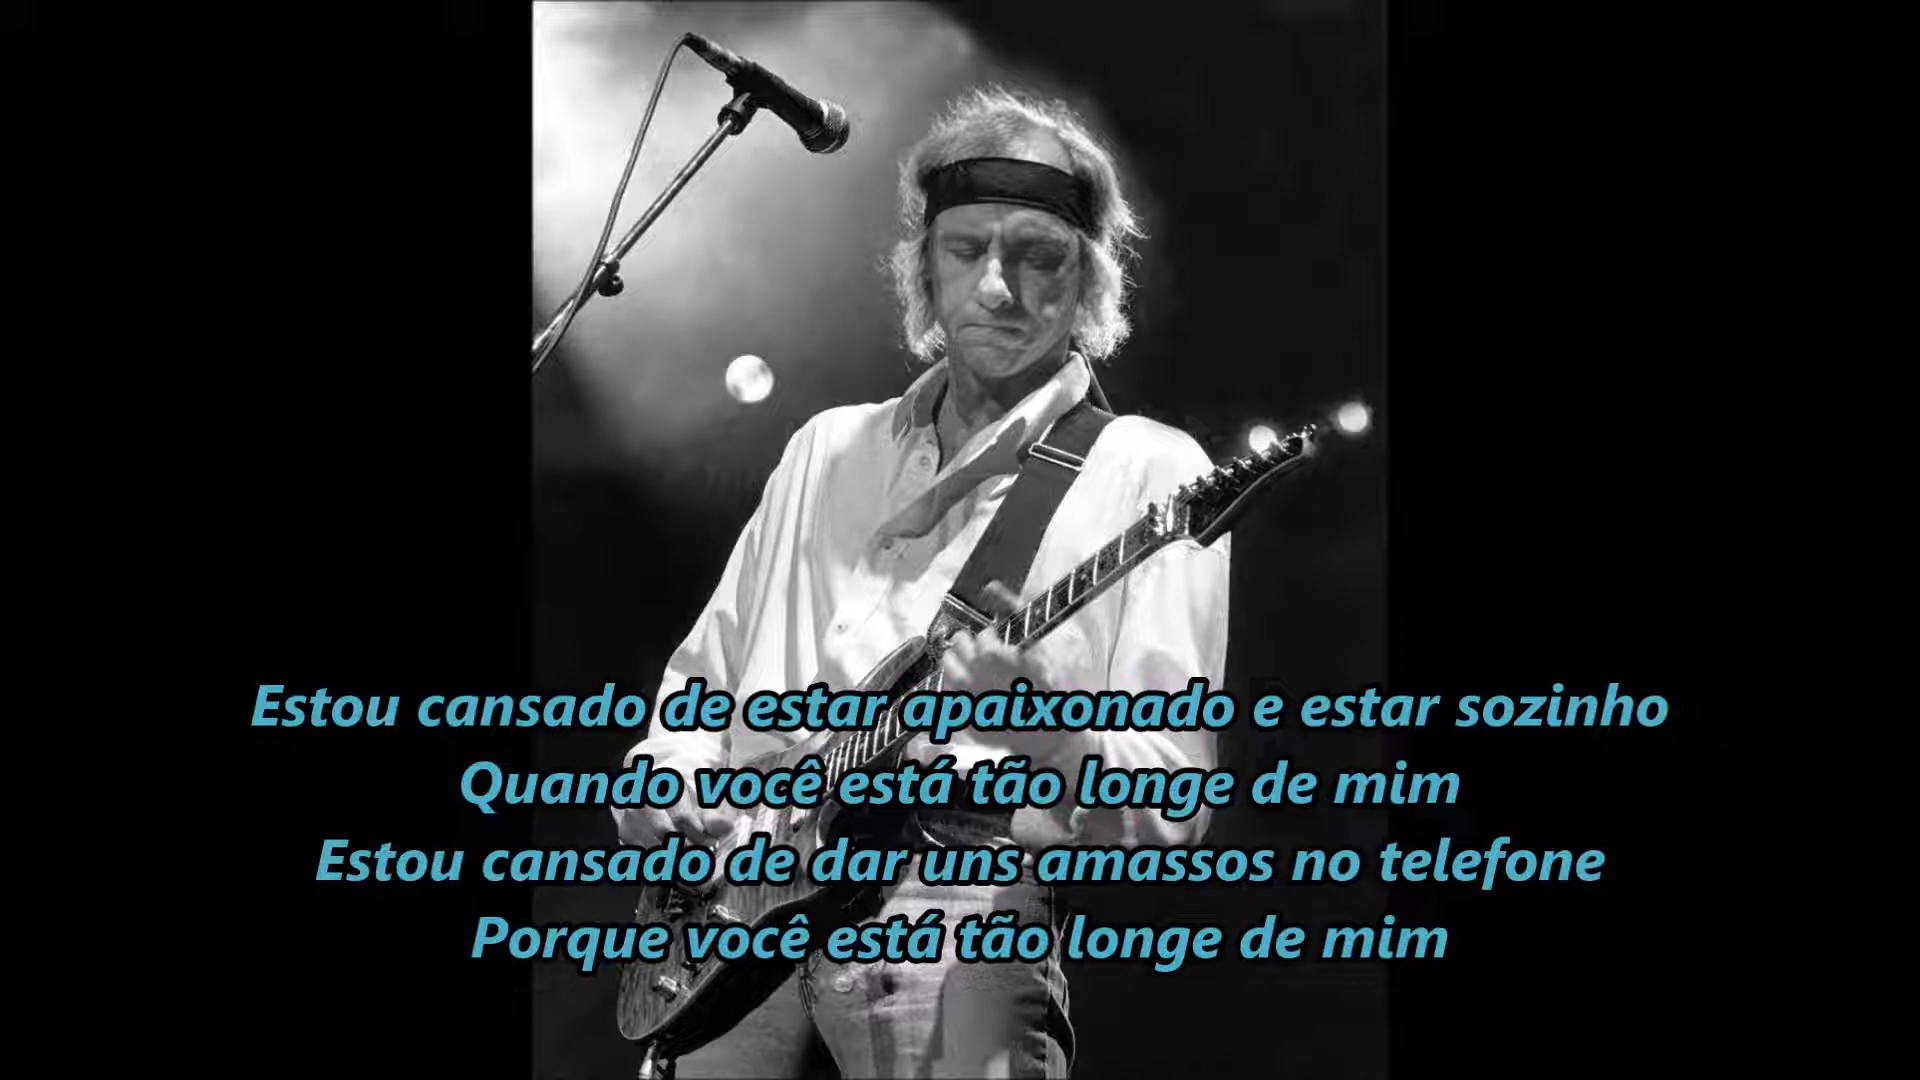 Estou cansado de estar apaixonado e estar sozinho
Quando você está tão longe de mim
Estou cansado de dar uns amassos no telefone
Porque você está tão longe de mim